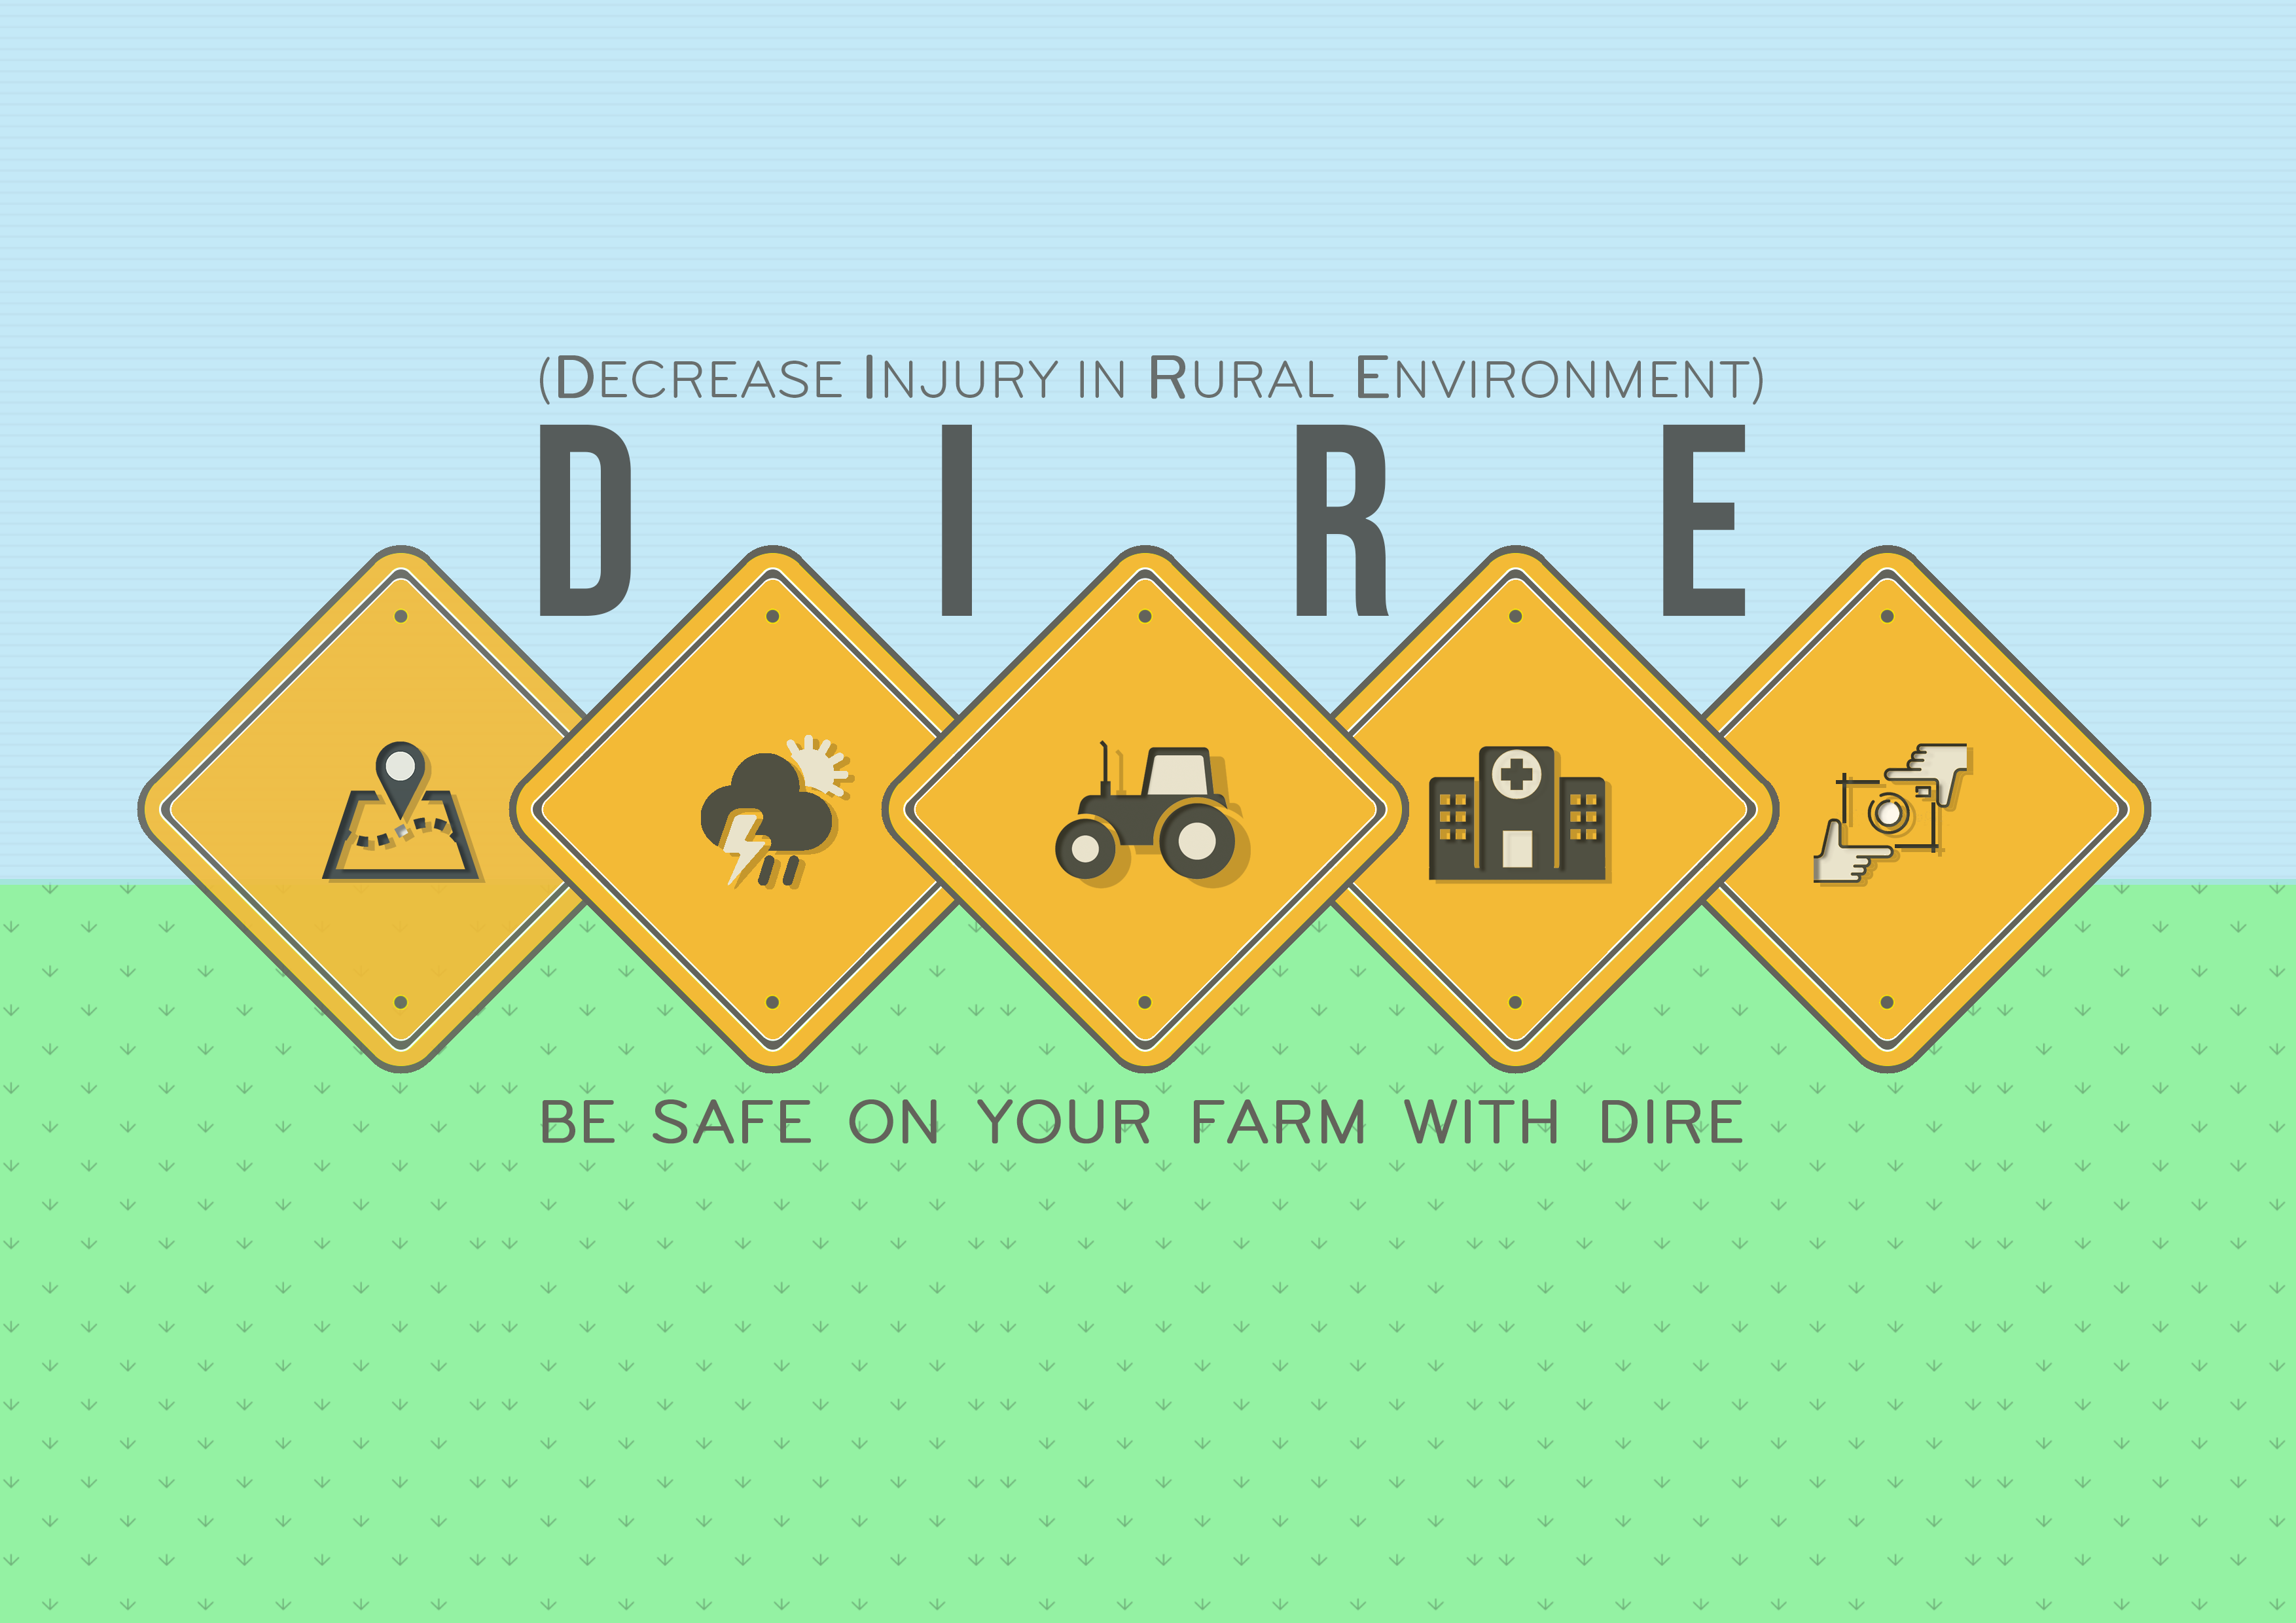 (DECREASE INJURY IN RURAL ENVIRONMENT)
DIRE
BE SAFE ON YOUR FARM WITH DIRE